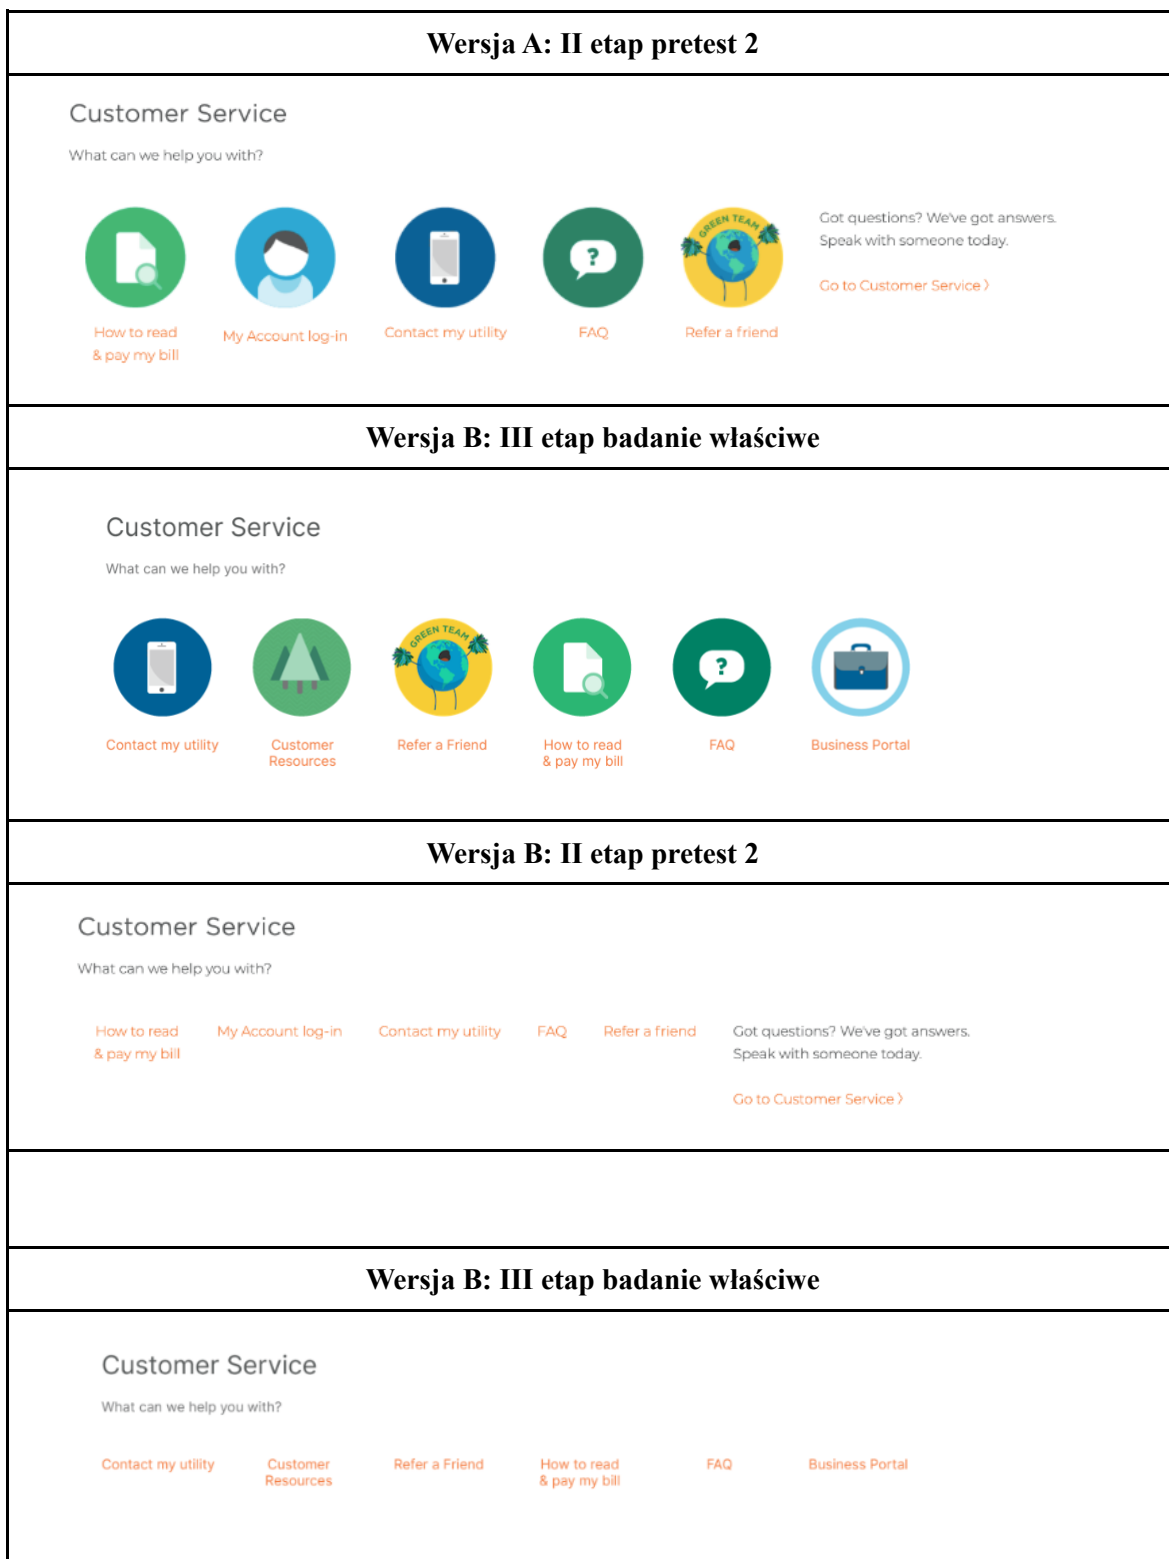 Wersja A: II etap pretest 2
Customer Service
What can we help you with?
GREEN TEAM
?
How to read
& pay my bill
My Account log-in
Contact my utility
FAQ
Refer a friend
Got questions? We've got answers.
Speak with someone today.
Go to Customer Service >
Wersja B: III etap badanie właściwe
Customer Service
What can we help you with?
GREEN TEAM
?
Contact my utility
Customer
Resources
Refer a Friend
How to read
& pay my bill
FAQ
Business Portal
Wersja B: II etap pretest 2
Customer Service
What can we help you with?
How to read
& pay my bill
My Account log-in
Contact my utility
FAQ
Refer a friend
Got questions? We've got answers.
Speak with someone today.
Go to Customer Service >
Wersja B: III etap badanie właściwe
Customer Service
What can we help you with?
Contact my utility
Customer
Resources
Refer a Friend
How to read
& pay my bill
FAQ
Business Portal